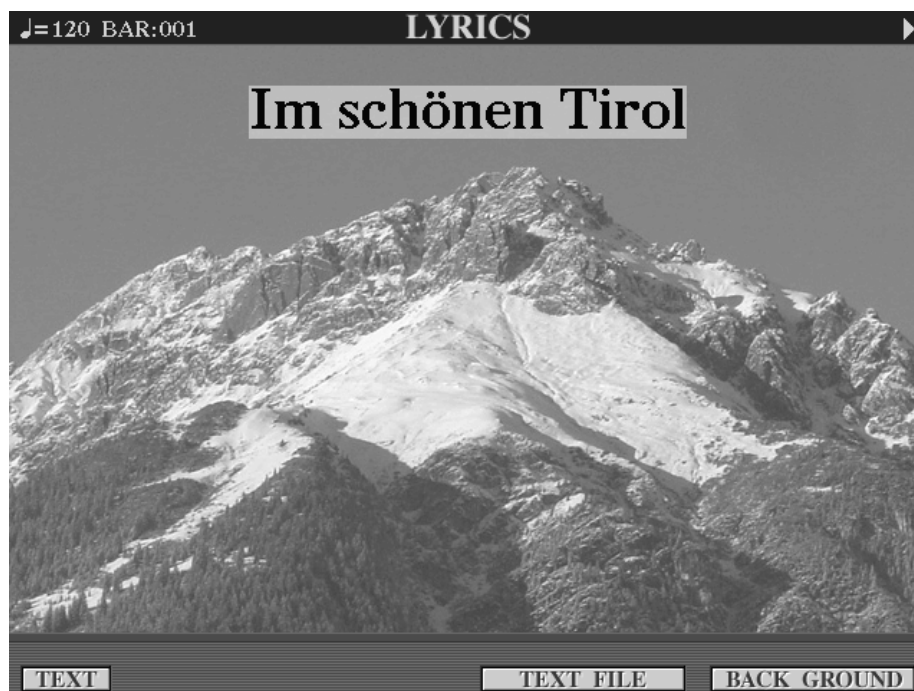 ♩=120 BAR:001 LYRICS
Im schönen Tirol
TEXT TEXT FILE BACK GROUND